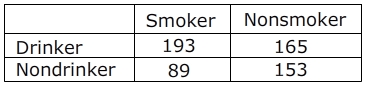 Smoker Nonsmoker
Drinker 193 165
Nondrinker 89 153